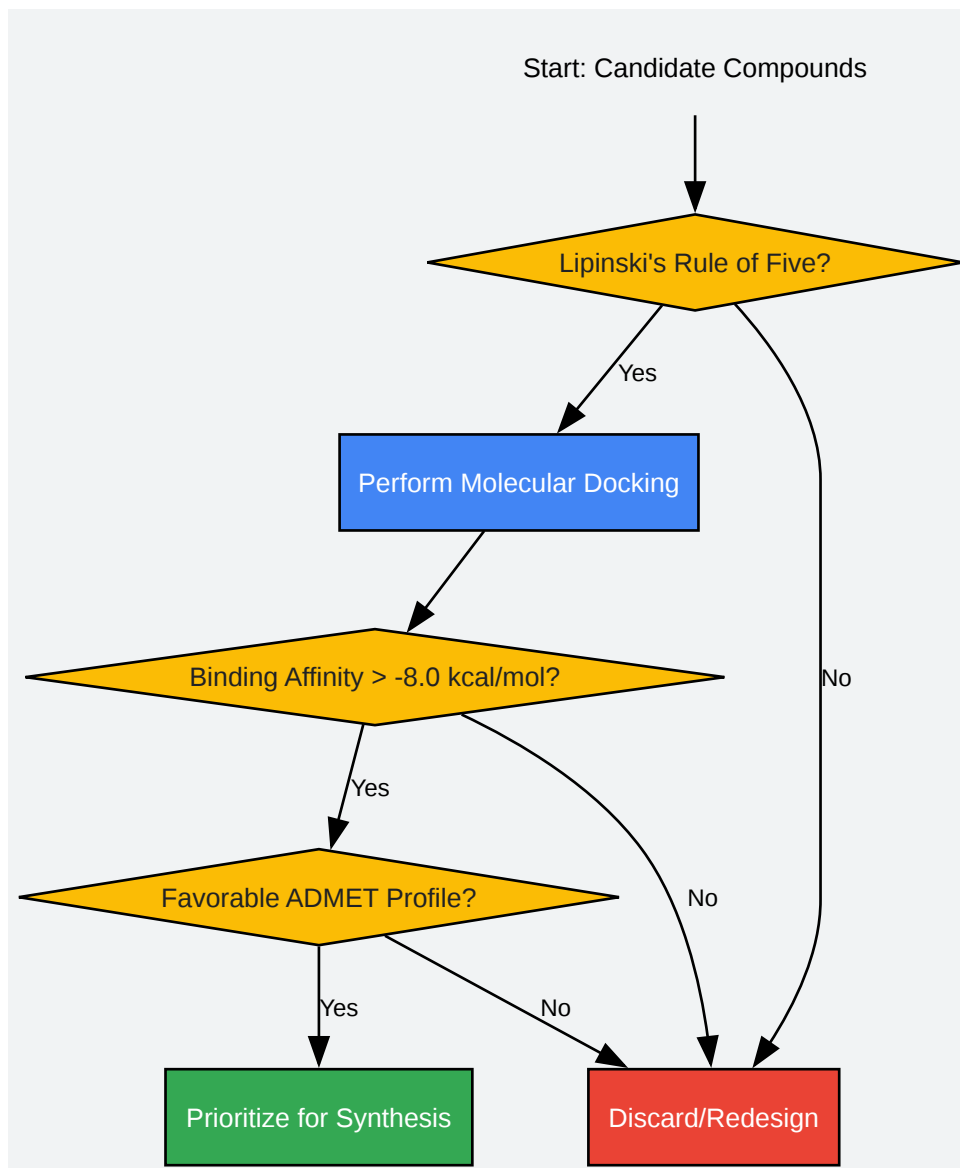 Start: Candidate Compounds
Lipinski's Rule of Five?
Yes
Perform Molecular Docking
Binding Affinity > -8.0 kcal/mol?
No
Yes
Favorable ADMET Profile?
No
Yes
No
Prioritize for Synthesis
Discard/Redesign